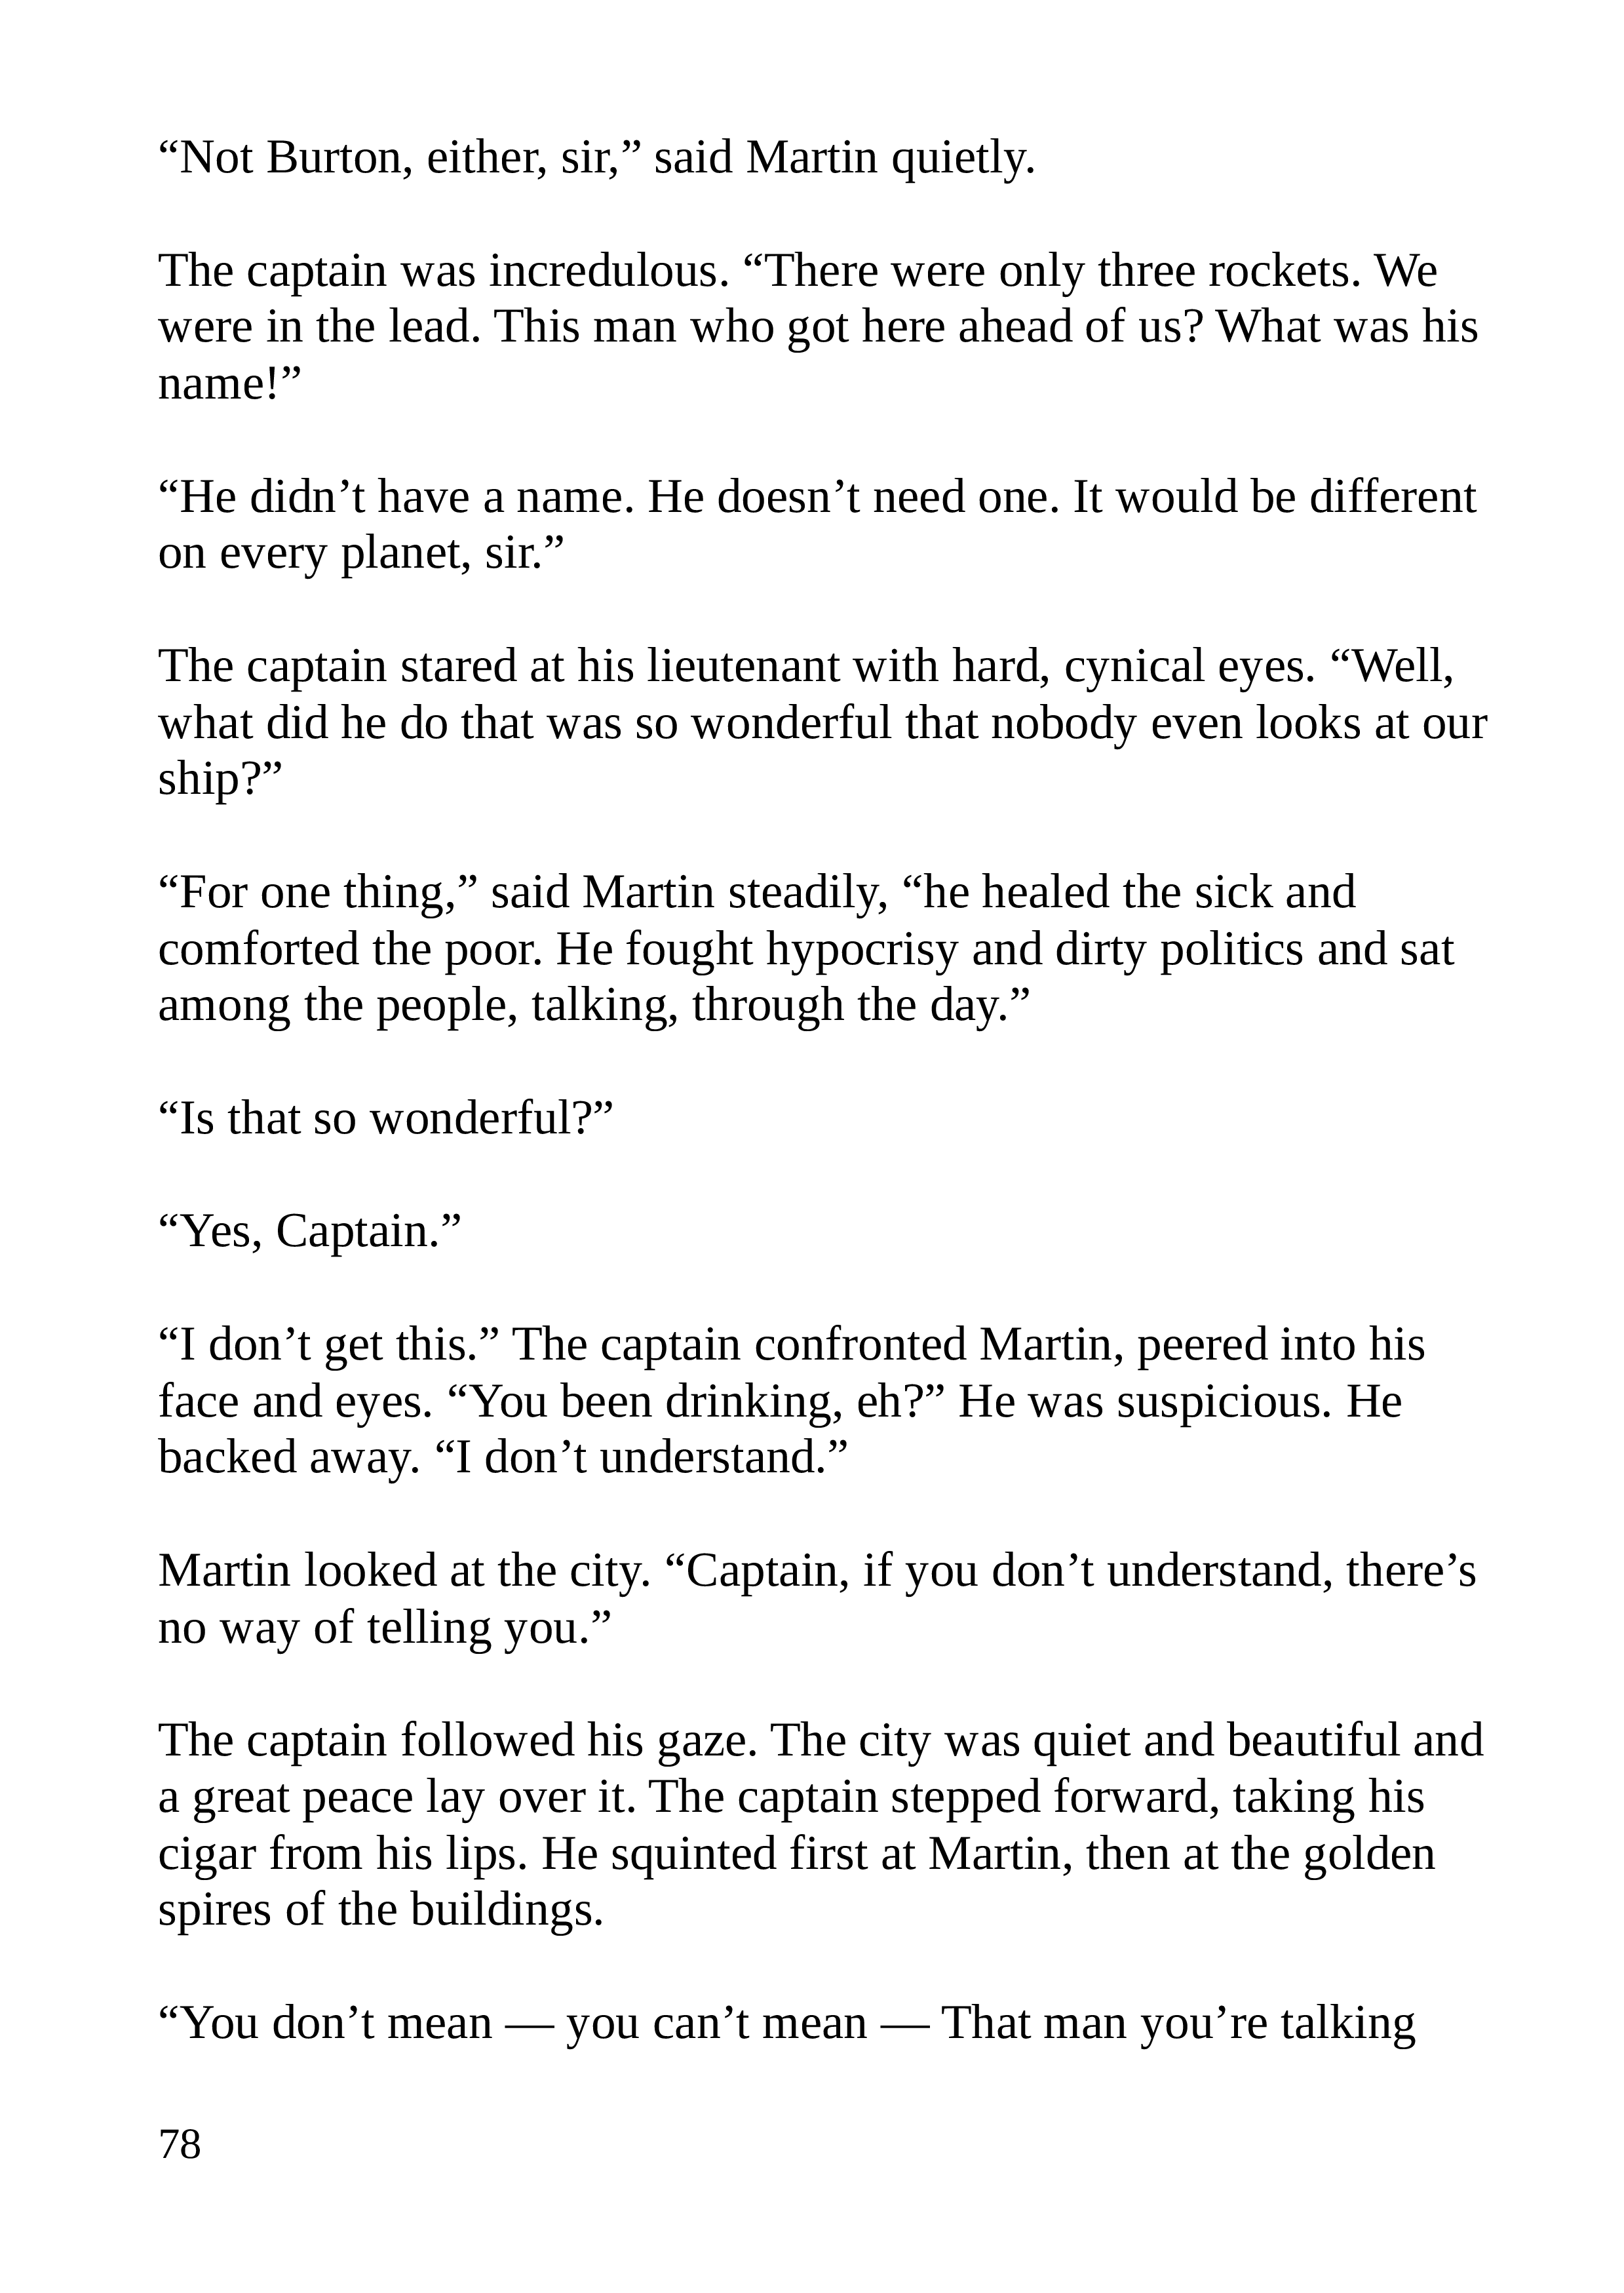 “Not Burton, either, sir,” said Martin quietly.
The captain was incredulous. “There were only three rockets. We
were in the lead. This man who got here ahead of us? What was his
name!”
“He didn’t have a name. He doesn’t need one. It would be different
on every planet, sir.”
The captain stared at his lieutenant with hard, cynical eyes. “Well,
what did he do that was so wonderful that nobody even looks at our
ship?”
“For one thing,” said Martin steadily, “he healed the sick and
comforted the poor. He fought hypocrisy and dirty politics and sat
among the people, talking, through the day.”
“Is that so wonderful?”
“Yes, Captain.”
“I don’t get this.” The captain confronted Martin, peered into his
face and eyes. “You been drinking, eh?” He was suspicious. He
backed away. “I don’t understand.”
Martin looked at the city. “Captain, if you don’t understand, there’s
no way of telling you.”
The captain followed his gaze. The city was quiet and beautiful and
a great peace lay over it. The captain stepped forward, taking his
cigar from his lips. He squinted first at Martin, then at the golden
spires of the buildings.
“You don’t mean — you can’t mean — That man you’re talking
78